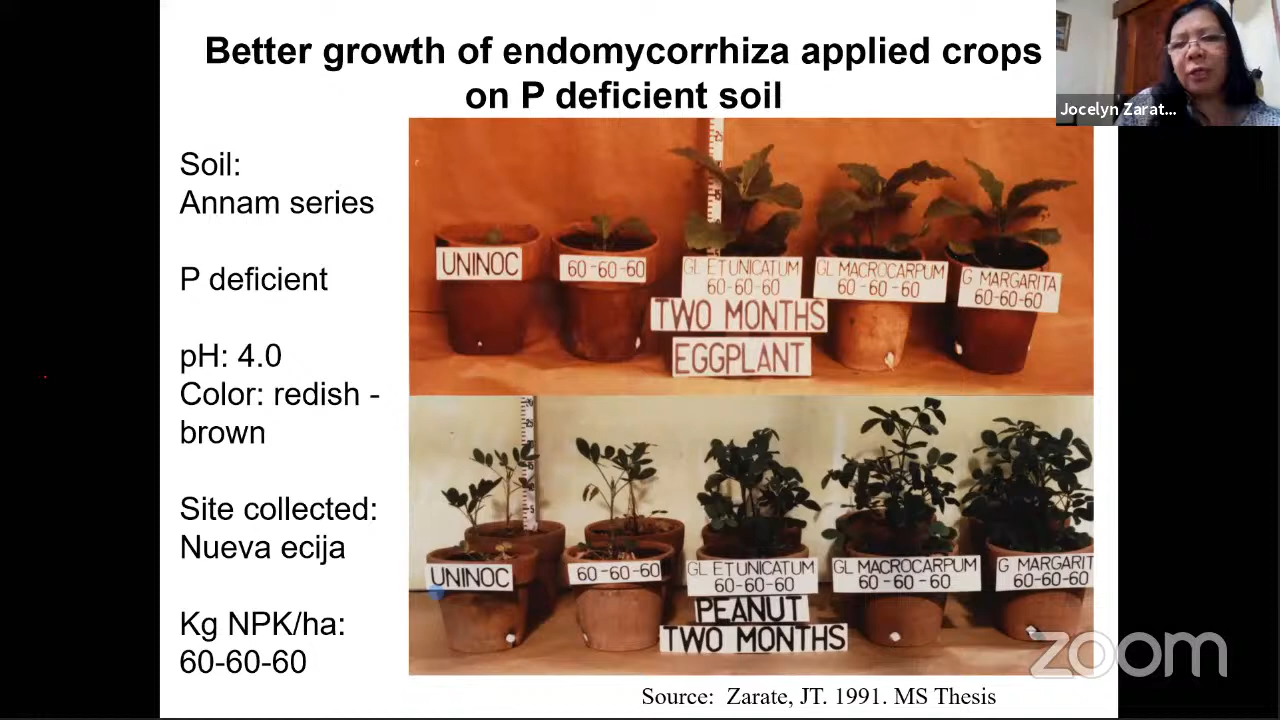 Better growth of endomycorrhiza applied crops
on P deficient soil
Jocelyn Zarat...
Soil:
Annam series
P deficient
pH: 4.0
Color: redish -
brown
Site collected:
Nueva ecija
Kg NPK/ha:
60-60-60
UNINOC
60-60-60
GL ETUNICATUM
60-60-60
GL MACROCARPUM
60-60-60
G MARGARITA
60-60-60
TWO MONTHS
EGGPLANT
UNINOC
60-60-60
GL ETUNICATUM
60-60-60
GL MACROCARPUM
60-60-60
G MARGARIT
60-60-60
PEANUT
TWO MONTHS
zoom
Source: Zarate, JT. 1991. MS Thesis